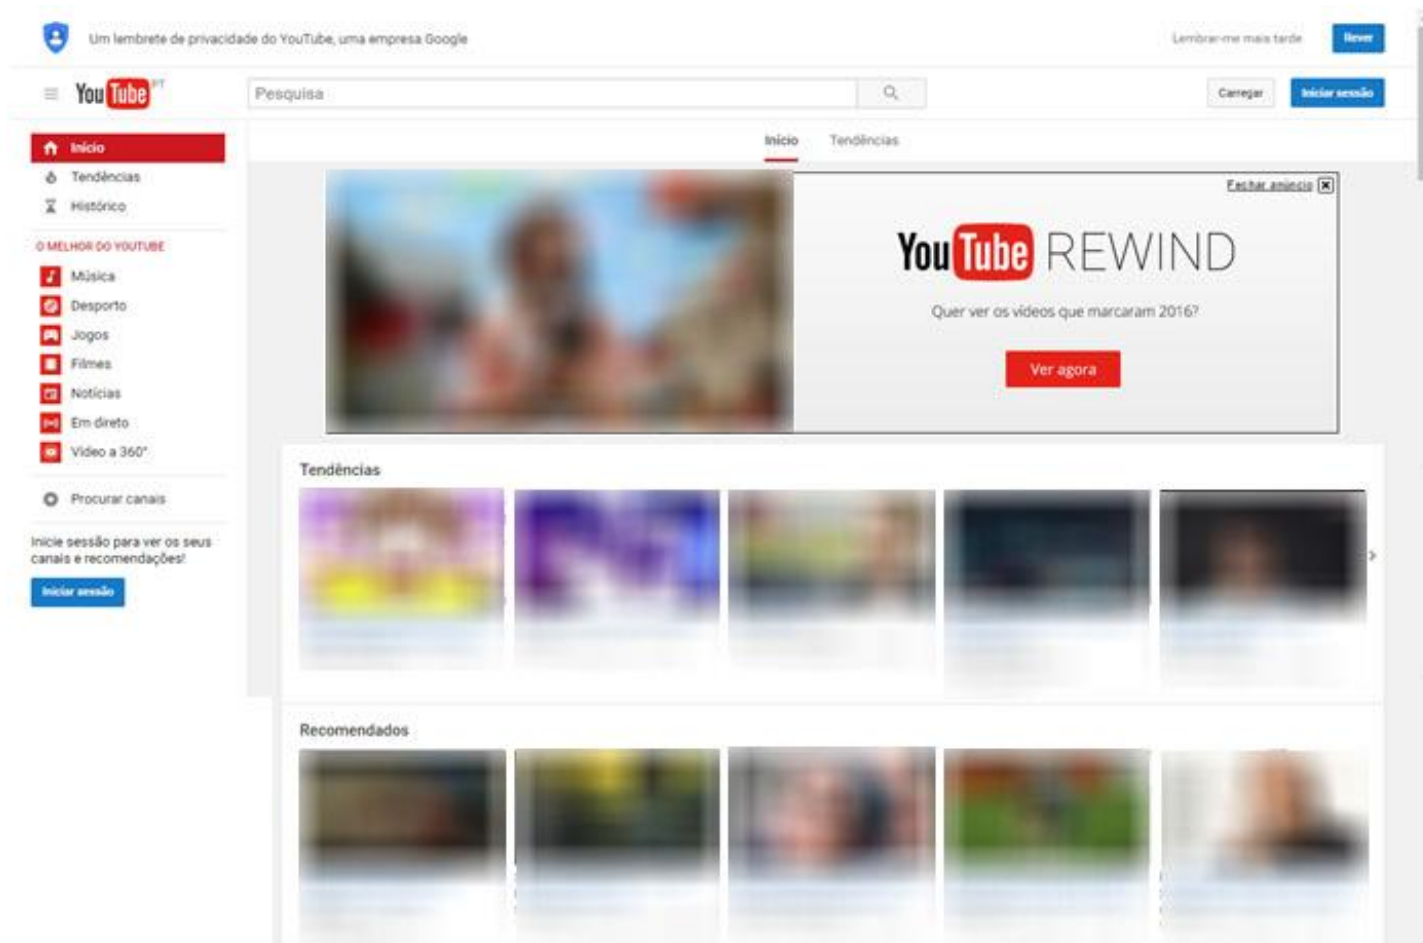 Um lembrete de privacidade do YouTube, uma empresa Google
Lembrar-me mais tarde
Rever
YouTube PT
Pesquisa
Carregar
Iniciar sessão
Início
Tendências
Início
Tendências
Histórico
O MELHOR DO YOUTUBE
Música
Desporto
Jogos
Filmes
Notícias
Em direto
Vídeo a 360°
Procurar canais
Inicie sessão para ver os seus
canais e recomendações!
Iniciar sessão
Fechar anúncio
YouTube REWIND
Quer ver os vídeos que marcaram 2016?
Ver agora
Tendências
Recomendados